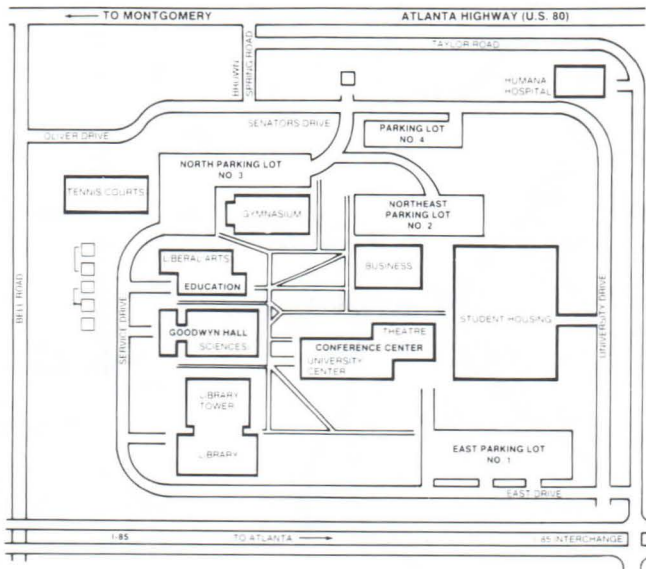 ← TO MONTGOMERY
ATLANTA HIGHWAY (U.S. 80)
TAYLOR ROAD
BROWN
SPRING ROAD
HUMANA
HOSPITAL
SENATORS DRIVE
PARKING LOT
NO. 4
OLIVER DRIVE
NORTH PARKING LOT
NO. 3
TENNIS COURTS
GYMNASIUM
NORTHEAST
PARKING LOT
NO. 2
LIBERAL ARTS
EDUCATION
BUSINESS
BELL ROAD
SERVICE DRIVE
GOODWYN HALL
SCIENCES
THEATRE
CONFERENCE CENTER
UNIVERSITY
CENTER
STUDENT HOUSING
UNIVERSITY DRIVE
LIBRARY
TOWER
LIBRARY
EAST PARKING LOT
NO. 1
EAST DRIVE
I-85
TO ATLANTA →
85 INTERCHANGE